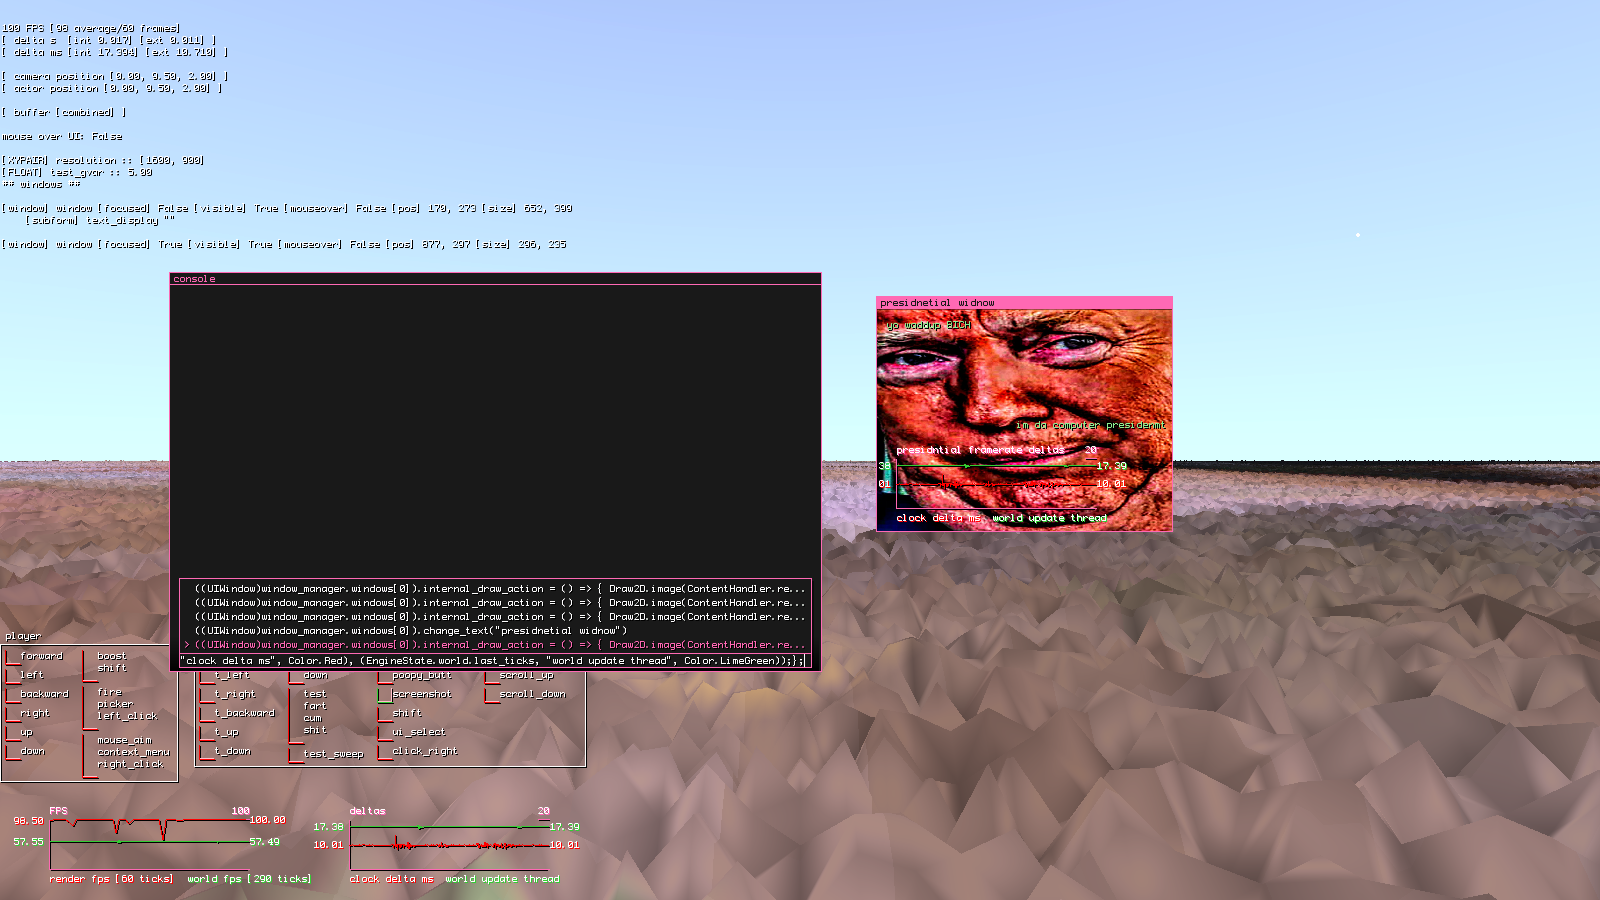 100 FPS [98 average/60 frames]
[ delta s  [int 0.017] [ext 0.011] ]
[ delta ms [int 17.394] [ext 10.710] ]
[ camera position [0.00, 9.50, 2.00] ]
[ actor position [0.00, 9.50, 2.00] ]
[ buffer [combined] ]
mouse over UI: False
[XYPAIR] resolution :: [1600, 900]
[FLOAT] test_gvar :: 5.00
## windows ##
[window] window [focused] False [visible] True [mouseover] False [pos] 170, 273 [size] 652, 399
[subform] text_display ""
[window] window [focused] True [visible] True [mouseover] False [pos] 877, 297 [size] 296, 235
console
presidnetial widnow
yo waddup BICH
im da computer presidernt
presidntial framerate deltas 20
38 17.39
01 10.01
clock delta ms world update thread
((UIWindow)window_manager.windows[0]).internal_draw_action = () => { Draw2D.image(ContentHandler.re...
((UIWindow)window_manager.windows[0]).internal_draw_action = () => { Draw2D.image(ContentHandler.re...
((UIWindow)window_manager.windows[0]).internal_draw_action = () => { Draw2D.image(ContentHandler.re...
((UIWindow)window_manager.windows[0]).change_text("presidnetial widnow")
> ((UIWindow)window_manager.windows[0]).internal_draw_action = () => { Draw2D.image(ContentHandler.re...
"clock delta ms", Color.Red), (EngineState.world.last_ticks, "world update thread", Color.LimeGreen));};
player
forward
left
backward
right
up
down
boost
shift
fire
picker
left_click
mouse_aim
context_menu
right_click
t_left
t_right
t_backward
t_up
t_down
down
test
fart
cum
shit
test_sweep
poopy_butt
screenshot
shift
ui_select
click_right
scroll_up
scroll_down
FPS 100
98.50 100.00
57.55 57.49
render fps [60 ticks] world fps [290 ticks]
deltas 20
17.38 17.39
10.01 10.01
clock delta ms world update thread